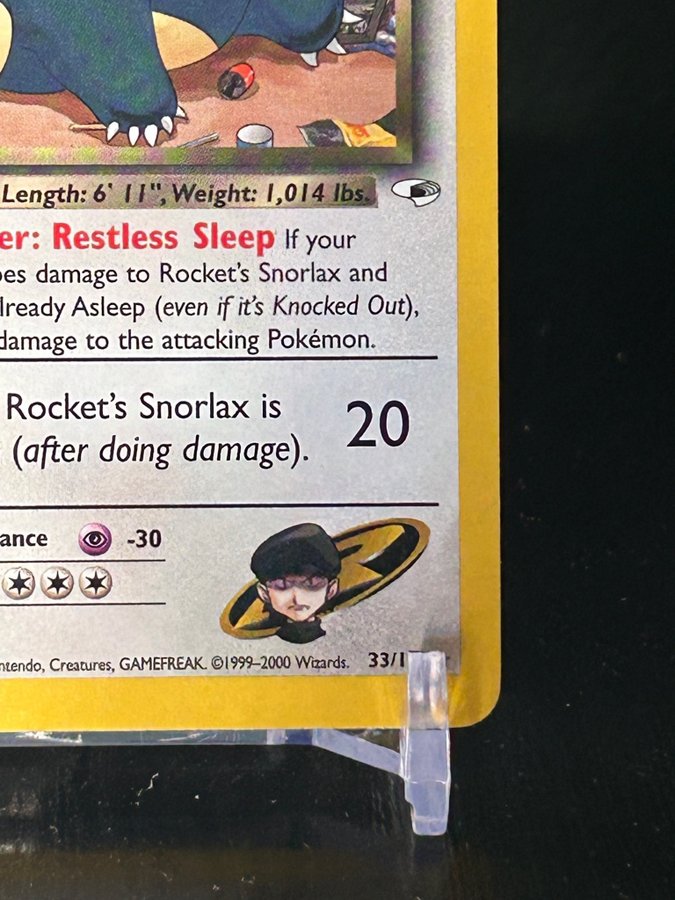 Length: 6' 11", Weight: 1,014 lbs.
er: Restless Sleep If your
oes damage to Rocket's Snorlax and
lready Asleep (even if it's Knocked Out),
damage to the attacking Pokémon.
Rocket's Snorlax is
(after doing damage). 20
ance -30
ntendo, Creatures, GAMEFREAK. ©1999–2000 Wizards. 33/1